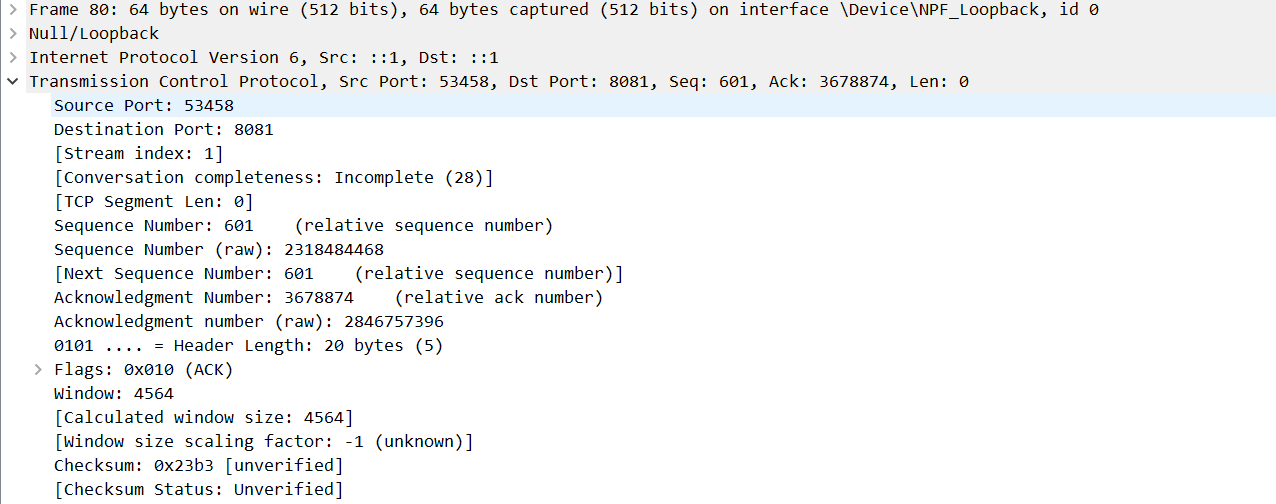 Frame 80: 64 bytes on wire (512 bits), 64 bytes captured (512 bits) on interface \Device\NPF_Loopback, id 0
Null/Loopback
Internet Protocol Version 6, Src: ::1, Dst: ::1
Transmission Control Protocol, Src Port: 53458, Dst Port: 8081, Seq: 601, Ack: 3678874, Len: 0
Source Port: 53458
Destination Port: 8081
[Stream index: 1]
[Conversation completeness: Incomplete (28)]
[TCP Segment Len: 0]
Sequence Number: 601    (relative sequence number)
Sequence Number (raw): 2318484468
[Next Sequence Number: 601    (relative sequence number)]
Acknowledgment Number: 3678874    (relative ack number)
Acknowledgment number (raw): 2846757396
0101 .... = Header Length: 20 bytes (5)
Flags: 0x010 (ACK)
Window: 4564
[Calculated window size: 4564]
[Window size scaling factor: -1 (unknown)]
Checksum: 0x23b3 [unverified]
[Checksum Status: Unverified]